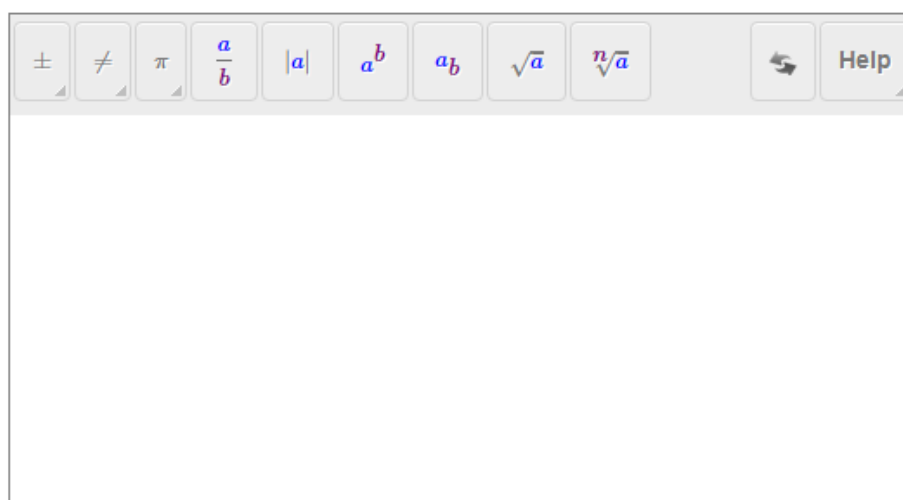 ± ≠ π a/b |a| a^b a_b √a ⁿ√a Help